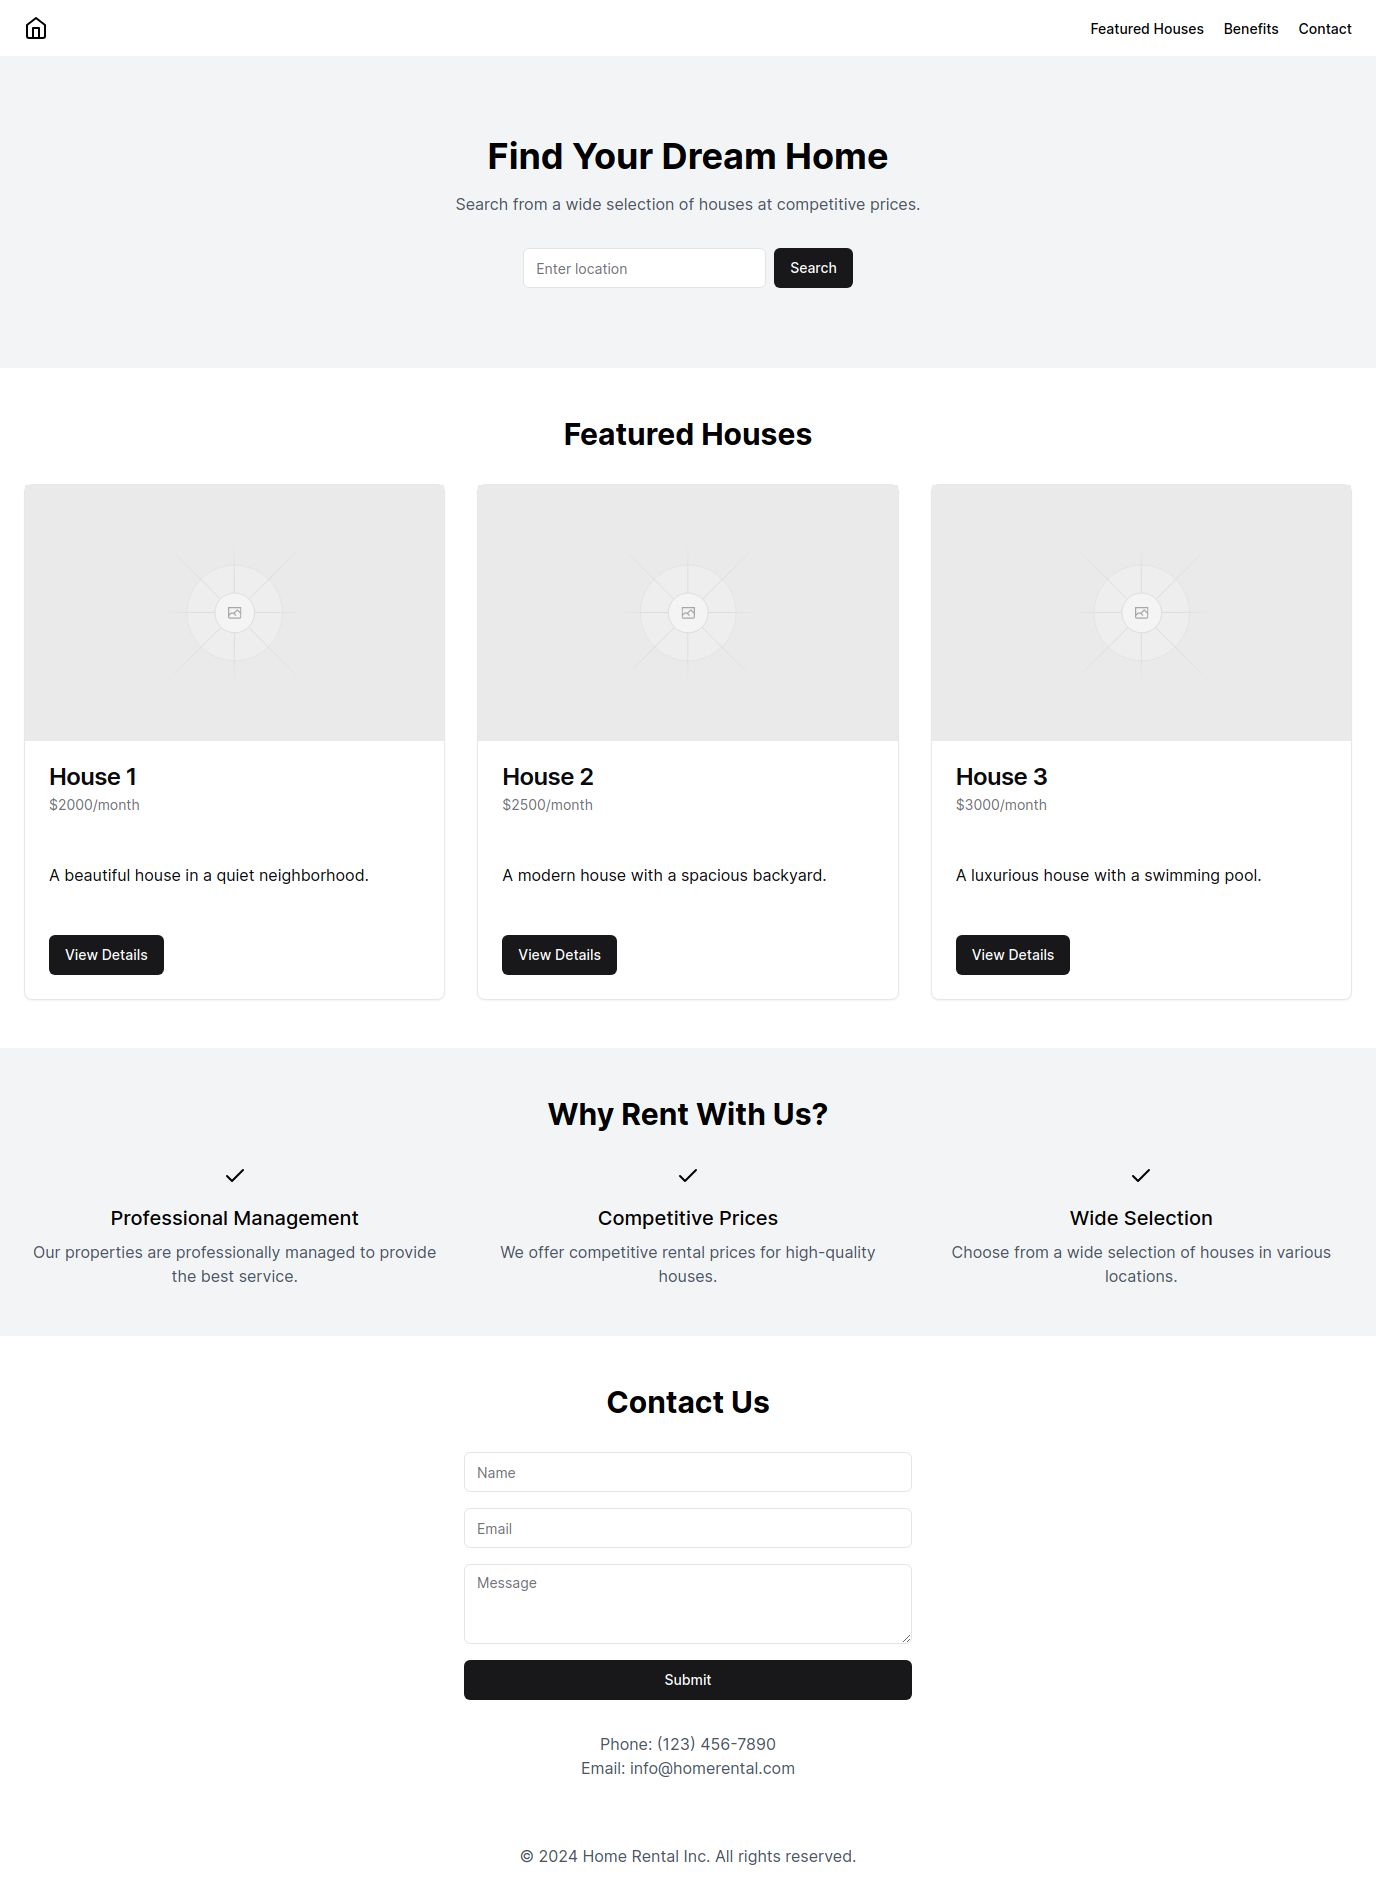 Featured Houses Benefits Contact
Find Your Dream Home
Search from a wide selection of houses at competitive prices.
Enter location Search
Featured Houses
House 1
$2000/month
A beautiful house in a quiet neighborhood.
View Details
House 2
$2500/month
A modern house with a spacious backyard.
View Details
House 3
$3000/month
A luxurious house with a swimming pool.
View Details
Why Rent With Us?
Professional Management
Our properties are professionally managed to provide
the best service.
Competitive Prices
We offer competitive rental prices for high-quality
houses.
Wide Selection
Choose from a wide selection of houses in various
locations.
Contact Us
Name
Email
Message
Submit
Phone: (123) 456-7890
Email: info@homerental.com
© 2024 Home Rental Inc. All rights reserved.